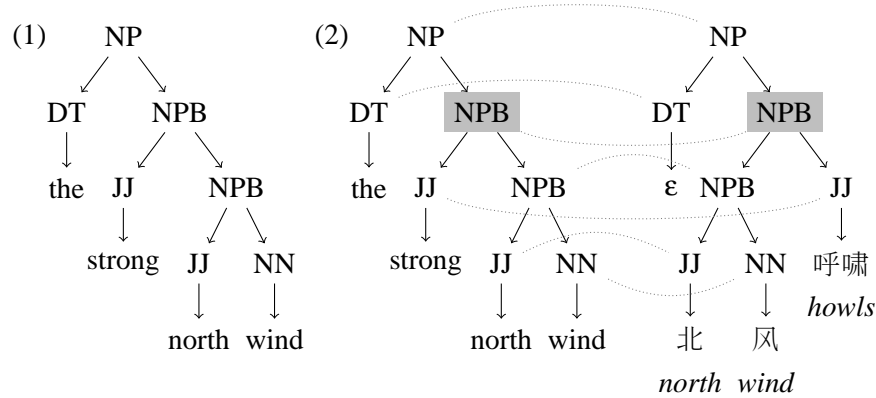 (1) NP (2) NP NP
DT NPB DT NPB DT NPB
the JJ NPB the JJ NPB ε NPB JJ
strong JJ NN strong JJ NN JJ NN 呼啸
howls
north wind north wind 北 风
north wind